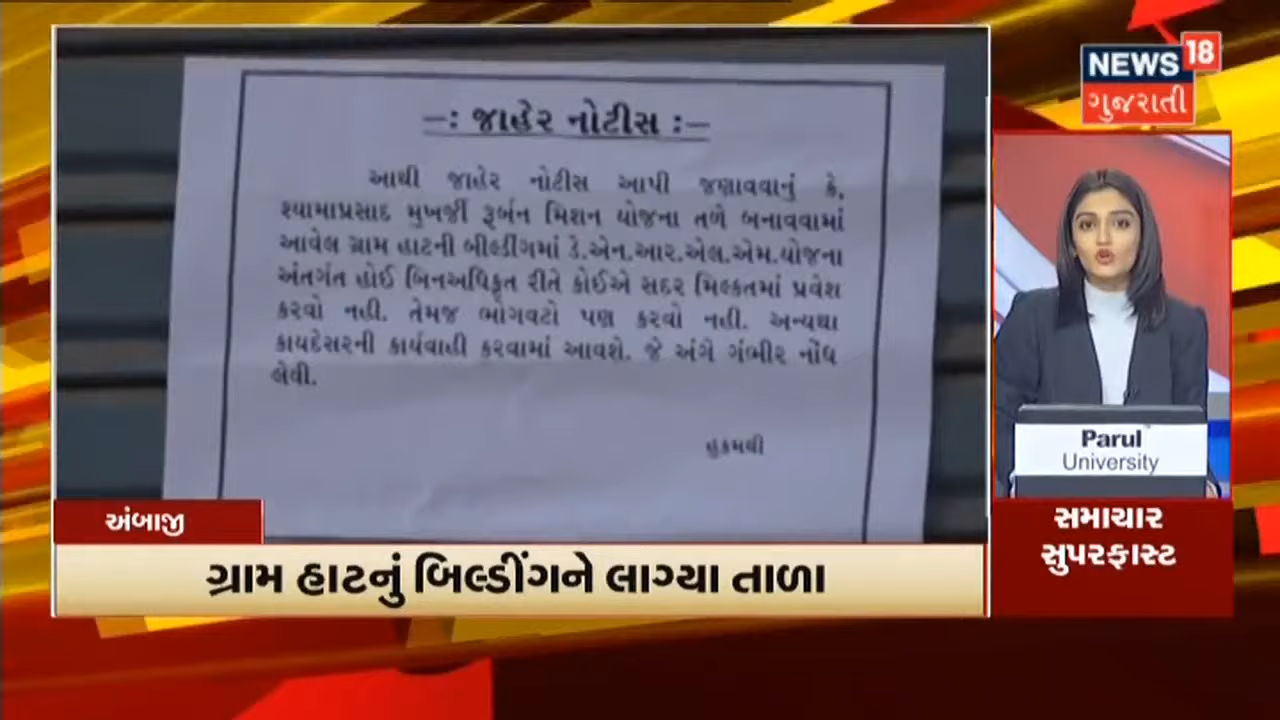 —: જાહેર નોટીસ :—
આથી જાહેર નોટીસ આપી જણાવવાનું કે,
શ્યામાપ્રસાદ મુખર્જી રૂર્બન મિશન યોજના તળે બનાવવામાં
આવેલ ગ્રામ હાટની બીલ્ડીંગમાં ડે.એન.આર.એલ.એમ.યોજના
અંતર્ગત હોઈ બિનઅધિકૃત રીતે કોઈએ સદર મિલ્કતમાં પ્રવેશ
કરવો નહી. તેમજ ભોગવટો પણ કરવો નહી. અન્યથા
કાયદેસરની કાર્યવાહી કરવામાં આવશે. જે અંગે ગંભીર નોંધ
લેવી.
હુકમથી
અંબાજી
ગ્રામ હાટનું બિલ્ડીંગને લાગ્યા તાળા
NEWS 18
ગુજરાતી
Parul
University
સમાચાર
સુપરફાસ્ટ